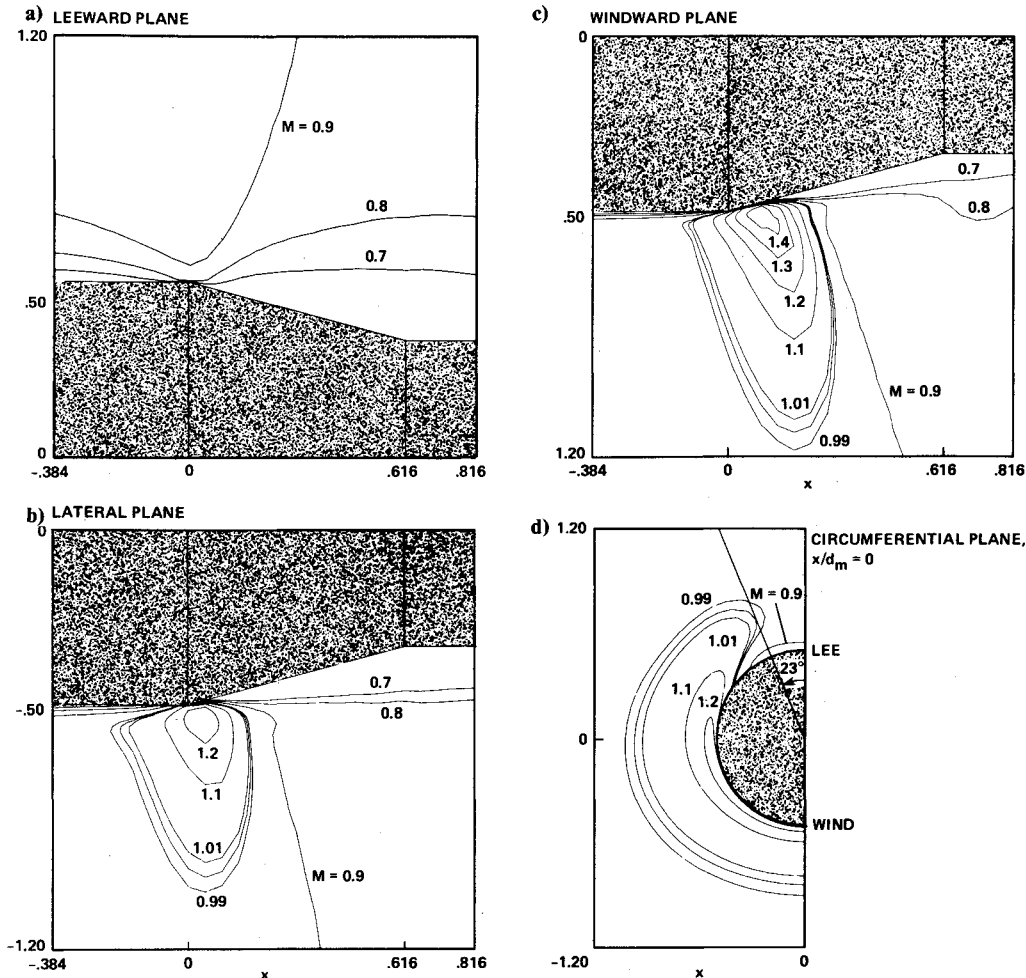 a) LEEWARD PLANE
1.20
M = 0.9
0.8
0.7
.50
0
-.384 0 .616 .816
b) LATERAL PLANE
0
0.7
0.8
-.50
1.2
1.1
1.01
0.99
M = 0.9
-1.20
-.384 0 .616 .816
x
c) WINDWARD PLANE
0
0.7
0.8
.50
1.4
1.3
1.2
1.1
1.01
0.99
M = 0.9
1.20
-.384 0 .616 .816
x
d)
1.20
CIRCUMFERENTIAL PLANE,
x/dm = 0
M = 0.9
0.99
1.01
LEE
23°
1.1
1.2
0
WIND
-1.20 0